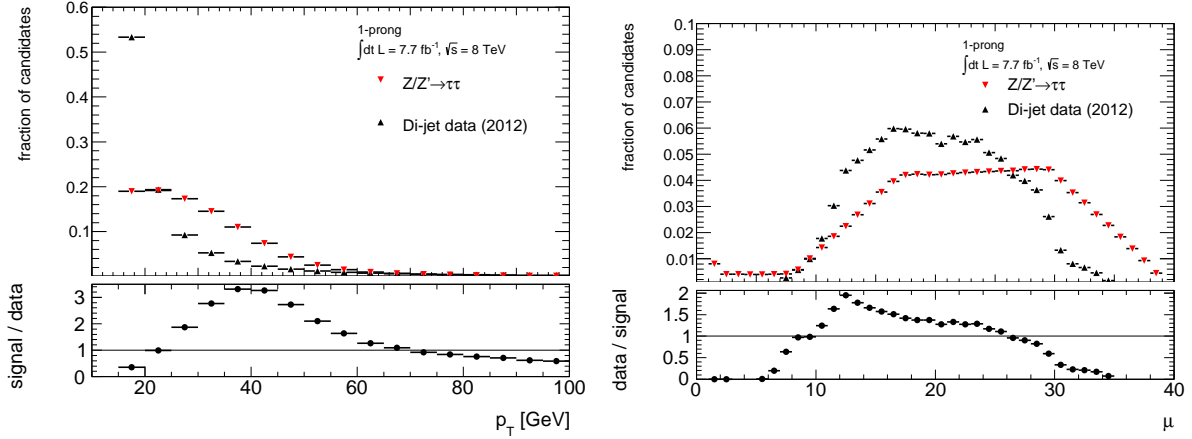 fraction of candidates
0.6
0.5
0.4
0.3
0.2
0.1
1-prong
∫dt L = 7.7 fb⁻¹, √s = 8 TeV
Z/Z'→ττ
Di-jet data (2012)
signal / data
3
2
1
0
20 40 60 80 100
p_T [GeV]
fraction of candidates
0.1
0.09
0.08
0.07
0.06
0.05
0.04
0.03
0.02
0.01
1-prong
∫dt L = 7.7 fb⁻¹, √s = 8 TeV
Z/Z'→ττ
Di-jet data (2012)
data / signal
2
1.5
1
0.5
0
0 10 20 30 40
μ